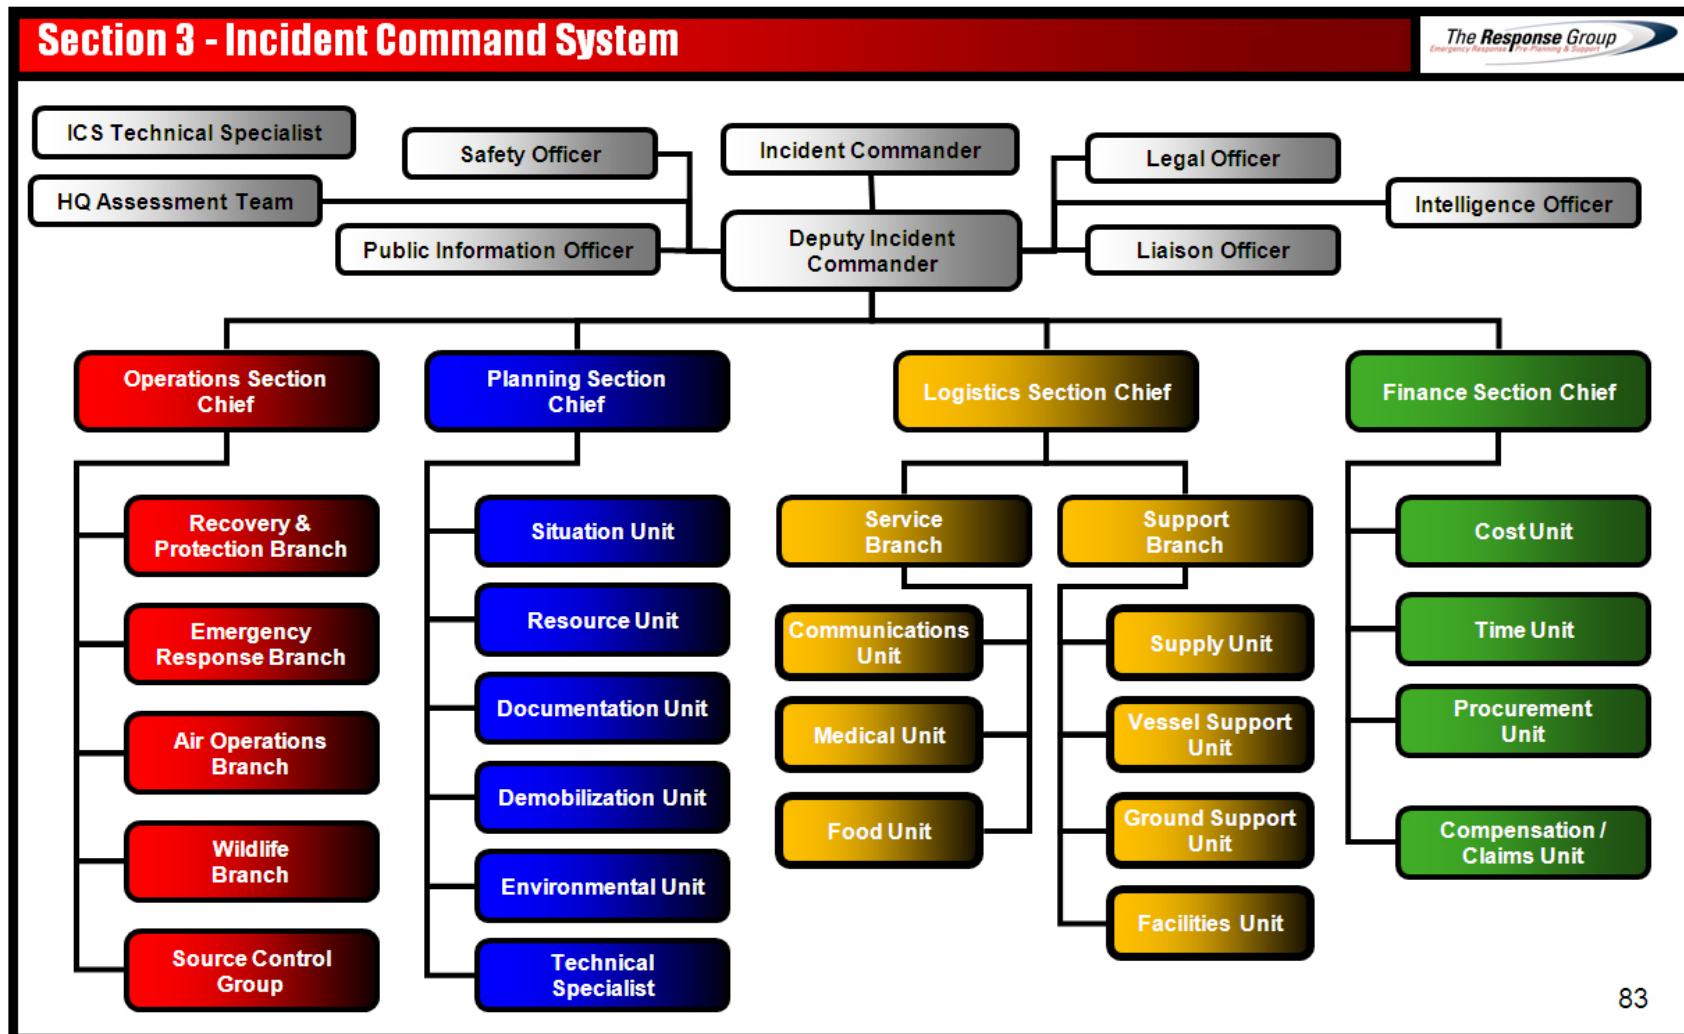 Section 3 - Incident Command System
The Response Group
Emergency Response Pre-Planning & Support
ICS Technical Specialist
Safety Officer
Incident Commander
Legal Officer
HQ Assessment Team
Intelligence Officer
Public Information Officer
Deputy Incident
Commander
Liaison Officer
Operations Section
Chief
Planning Section
Chief
Logistics Section Chief
Finance Section Chief
Recovery &
Protection Branch
Emergency
Response Branch
Air Operations
Branch
Wildlife
Branch
Source Control
Group
Situation Unit
Resource Unit
Documentation Unit
Demobilization Unit
Environmental Unit
Technical
Specialist
Service
Branch
Communications
Unit
Medical Unit
Food Unit
Support
Branch
Supply Unit
Vessel Support
Unit
Ground Support
Unit
Facilities Unit
Cost Unit
Time Unit
Procurement
Unit
Compensation /
Claims Unit
83